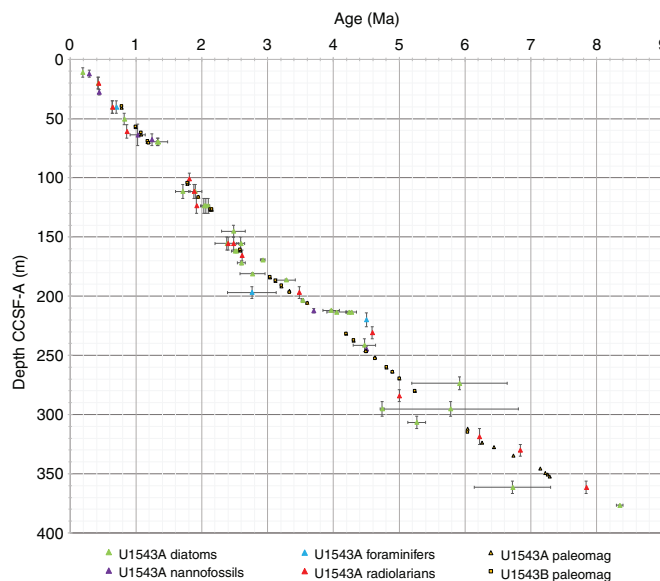 Age (Ma)
0 1 2 3 4 5 6 7 8 9
0
50
100
150
200
250
300
350
400
Depth CCSF-A (m)
U1543A diatoms U1543A foraminifers U1543A paleomag
U1543A nannofossils U1543A radiolarians U1543B paleomag